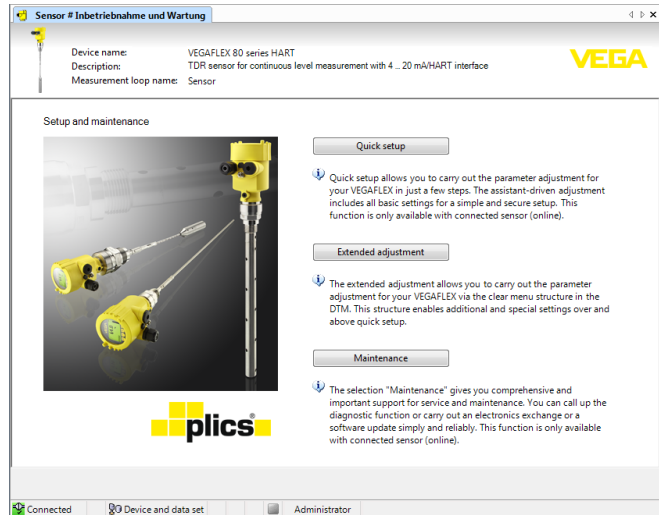 Sensor # Inbetriebnahme und Wartung
Device name: VEGAFLEX 80 series HART
Description: TDR sensor for continuous level measurement with 4 .. 20 mA/HART interface
Measurement loop name: Sensor
VEGA
Setup and maintenance
Quick setup
Quick setup allows you to carry out the parameter adjustment for
your VEGAFLEX in just a few steps. The assistant-driven adjustment
includes all basic settings for a simple and secure setup. This
function is only available with connected sensor (online).
Extended adjustment
The extended adjustment allows you to carry out the parameter
adjustment for your VEGAFLEX via the clear menu structure in the
DTM. This structure enables additional and special settings over and
above quick setup.
Maintenance
The selection "Maintenance" gives you comprehensive and
important support for service and maintenance. You can call up the
diagnostic function or carry out an electronics exchange or a
software update simply and reliably. This function is only available
with connected sensor (online).
plics®
Connected Device and data set Administrator